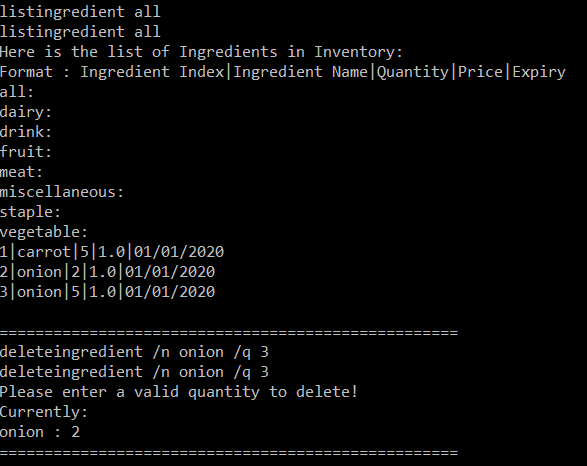 listingredient all
listingredient all
Here is the list of Ingredients in Inventory:
Format : Ingredient Index|Ingredient Name|Quantity|Price|Expiry
all:
dairy:
drink:
fruit:
meat:
miscellaneous:
staple:
vegetable:
1|carrot|5|1.0|01/01/2020
2|onion|2|1.0|01/01/2020
3|onion|5|1.0|01/01/2020
===================================================
deleteingredient /n onion /q 3
deleteingredient /n onion /q 3
Please enter a valid quantity to delete!
Currently:
onion : 2
===================================================